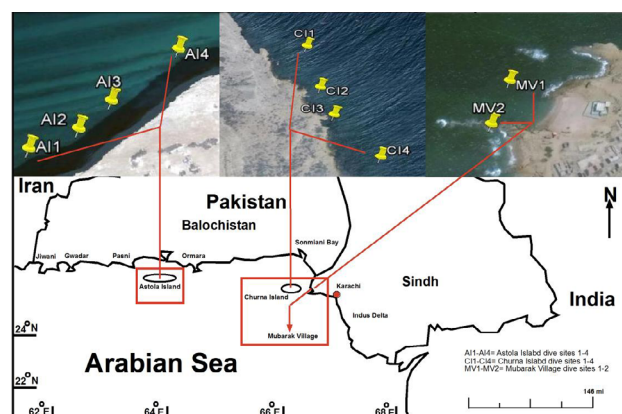 AI4
AI3
AI2
AI1
CI1
CI2
CI3
CI4
MV1
MV2
Iran
Pakistan
Balochistan
N
Sonmiani Bay
Jiwani
Gwadar
Pasni
Ormara
Astola Island
Churna Island
Karachi
Sindh
India
Indus Delta
Mubarak Village
24°N
Arabian Sea
AI1-AI4= Astola Islabd dive sites 1-4
CI1-CI4= Churna Islabd dive sites 1-4
MV1-MV2= Mubarak Village dive sites 1-2
22°N
146 mi
62°E
64°E
66°E
68°E